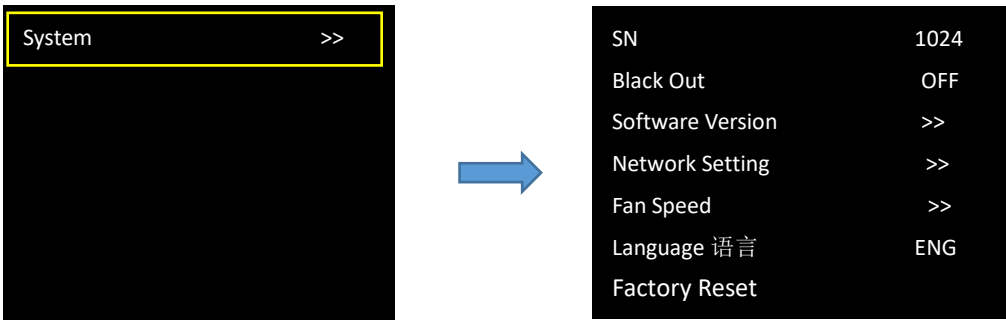 System >>
SN 1024
Black Out OFF
Software Version >>
Network Setting >>
Fan Speed >>
Language 语言 ENG
Factory Reset